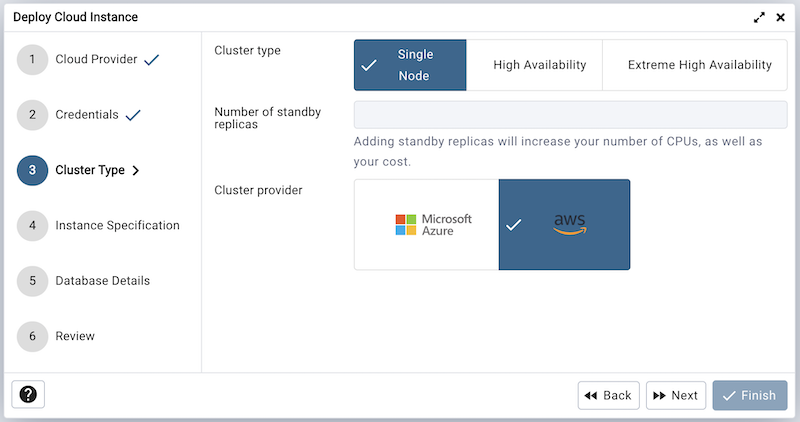 Deploy Cloud Instance
1 Cloud Provider
2 Credentials
3 Cluster Type
4 Instance Specification
5 Database Details
6 Review
Cluster type
Single
Node
High Availability
Extreme High Availability
Number of standby
replicas
Adding standby replicas will increase your number of CPUs, as well as
your cost.
Cluster provider
Microsoft
Azure
aws
?
Back
Next
Finish